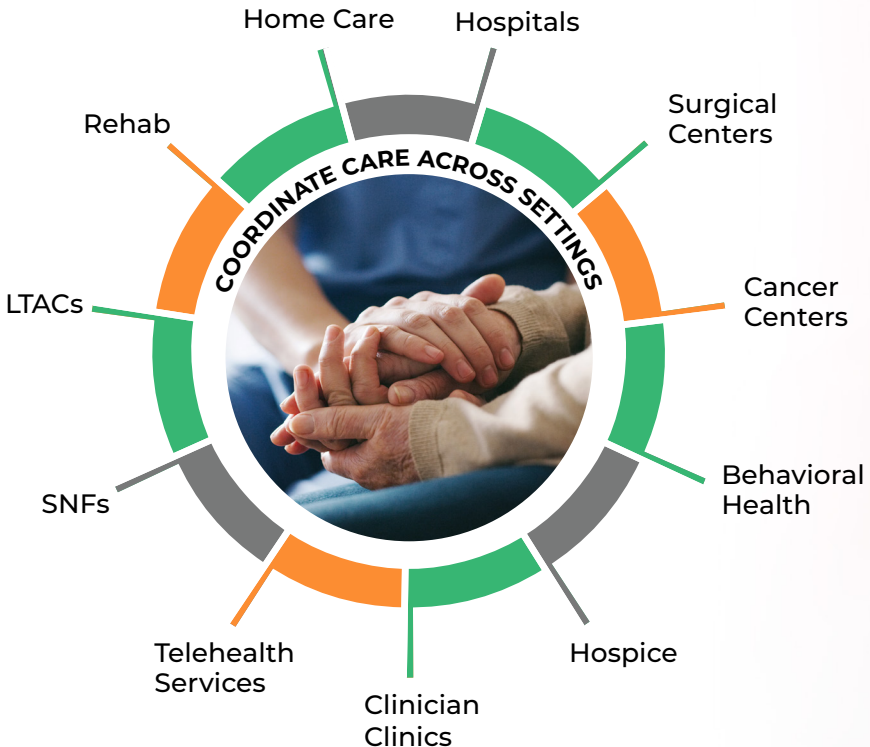 Home Care
Hospitals
Surgical
Centers
Cancer
Centers
Behavioral
Health
Hospice
Clinician
Clinics
Telehealth
Services
SNFs
LTACs
Rehab
COORDINATE CARE ACROSS SETTINGS